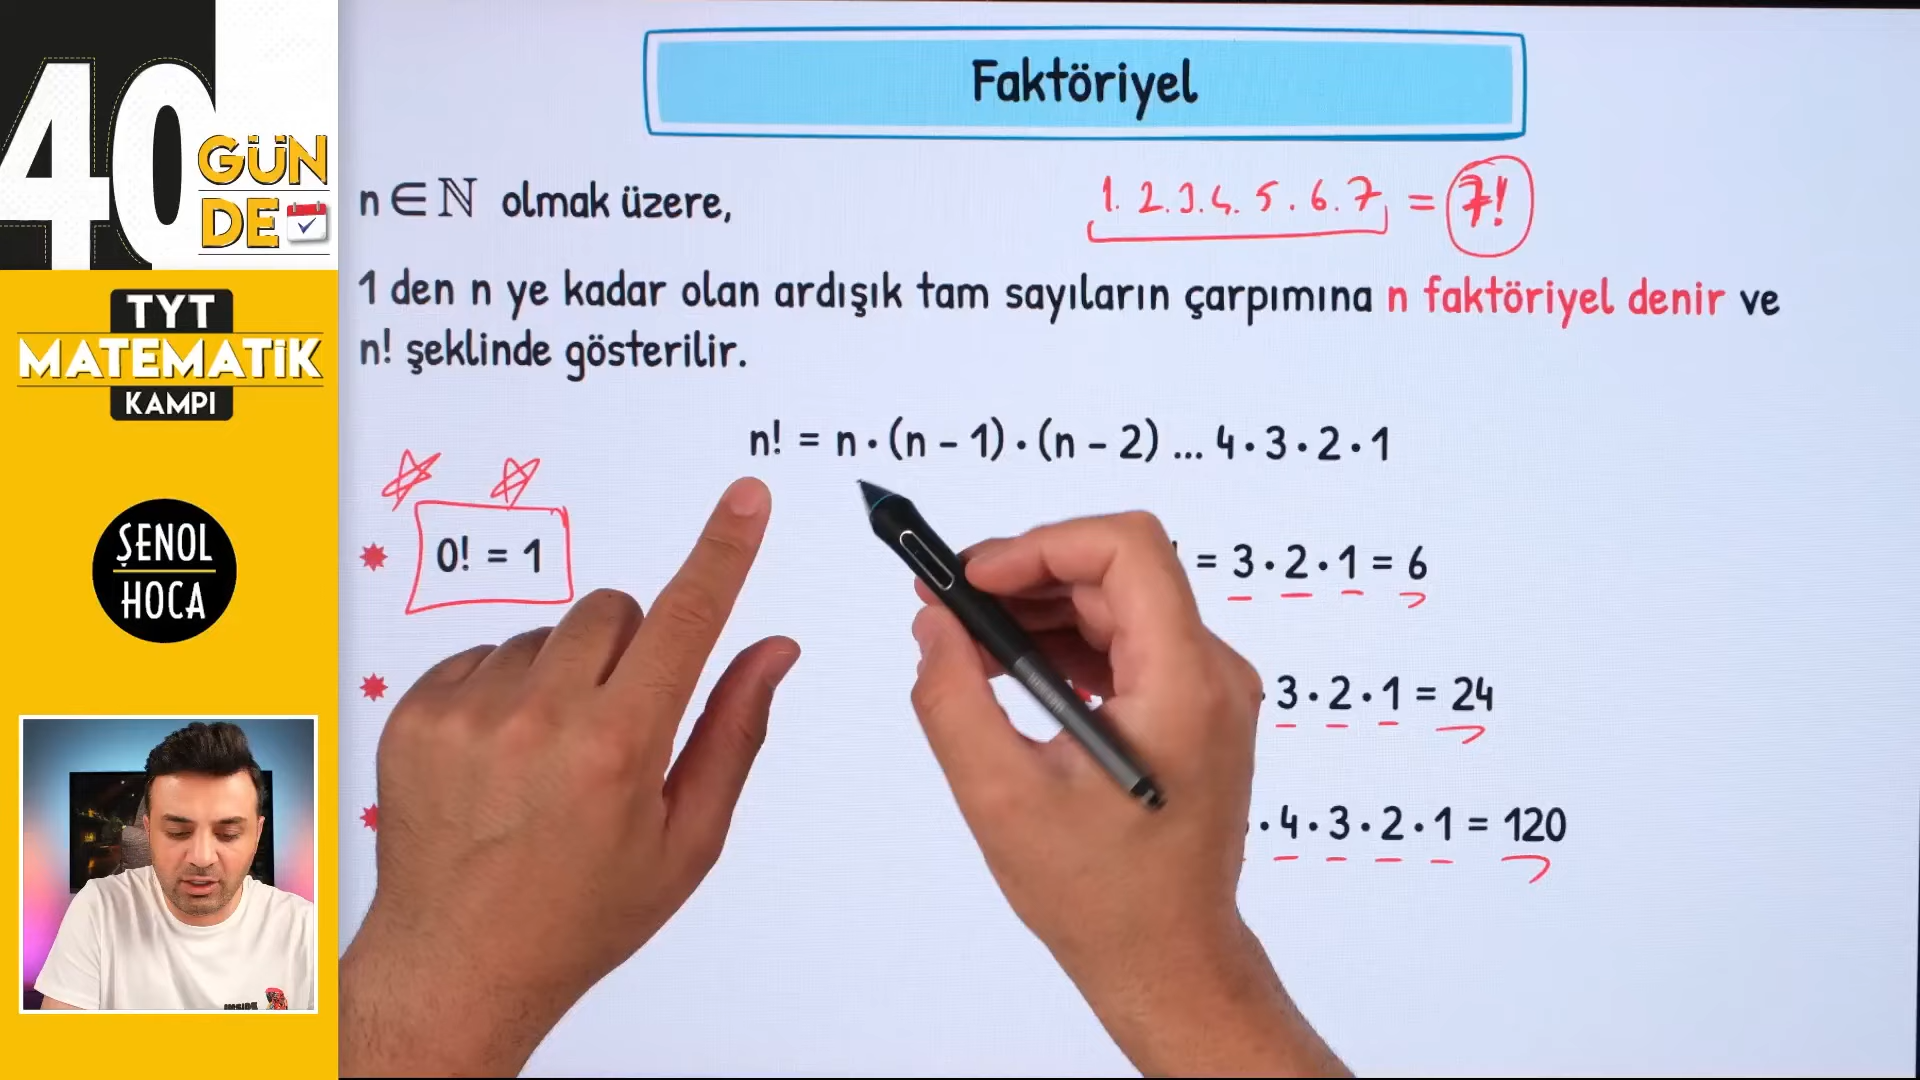 40
GÜN
DE
TYT
MATEMATİK
KAMPI
ŞENOL
HOCA
Faktöriyel
n ∈ ℕ olmak üzere,
1.2.3.4.5.6.7 = 7!
1 den n ye kadar olan ardışık tam sayıların çarpımına n faktöriyel denir ve
n! şeklinde gösterilir.
n! = n · (n - 1) · (n - 2) ... 4 · 3 · 2 · 1
0! = 1
= 3 · 2 · 1 = 6
· 3 · 2 · 1 = 24
· 4 · 3 · 2 · 1 = 120